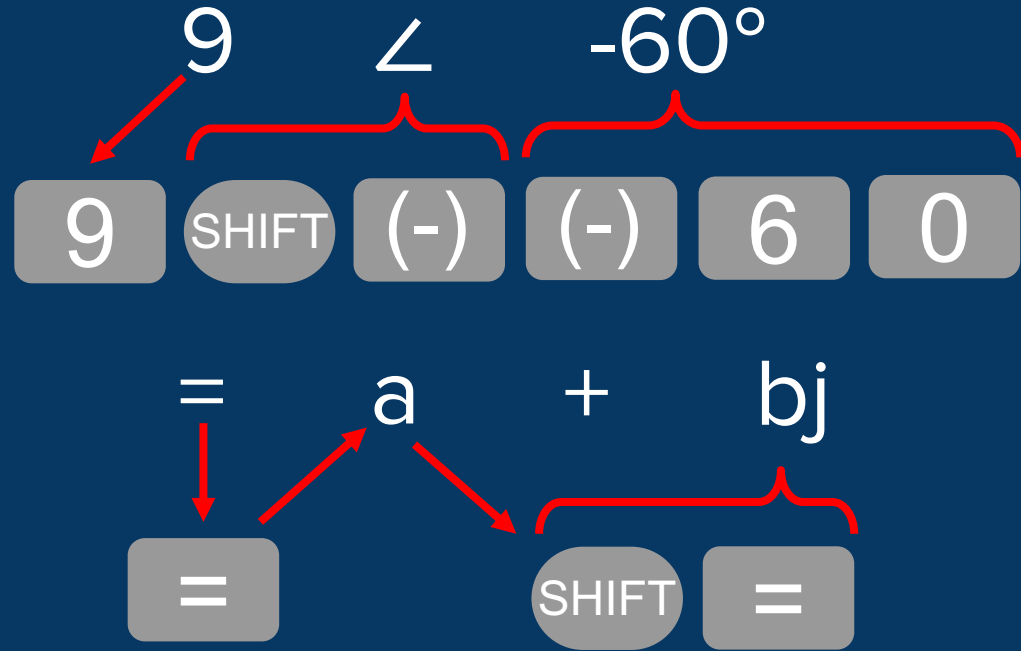 9 ∠ -60°
9 SHIFT (-) (-) 6 0
= a + bj
= SHIFT =